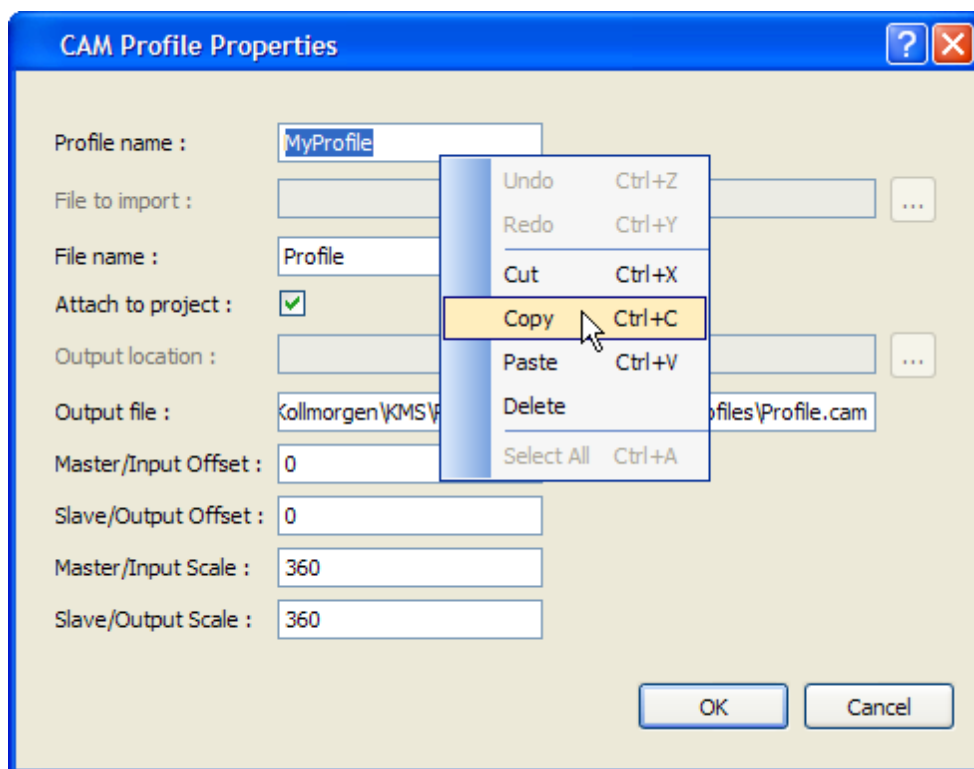 CAM Profile Properties
Profile name : MyProfile
File to import : ...
File name : Profile
Attach to project :
Output location : ...
Output file : Kollmorgen\KMS\ ofiles\Profile.cam
Master/Input Offset : 0
Slave/Output Offset : 0
Master/Input Scale : 360
Slave/Output Scale : 360
Undo Ctrl+Z
Redo Ctrl+Y
Cut Ctrl+X
Copy Ctrl+C
Paste Ctrl+V
Delete
Select All Ctrl+A
OK Cancel